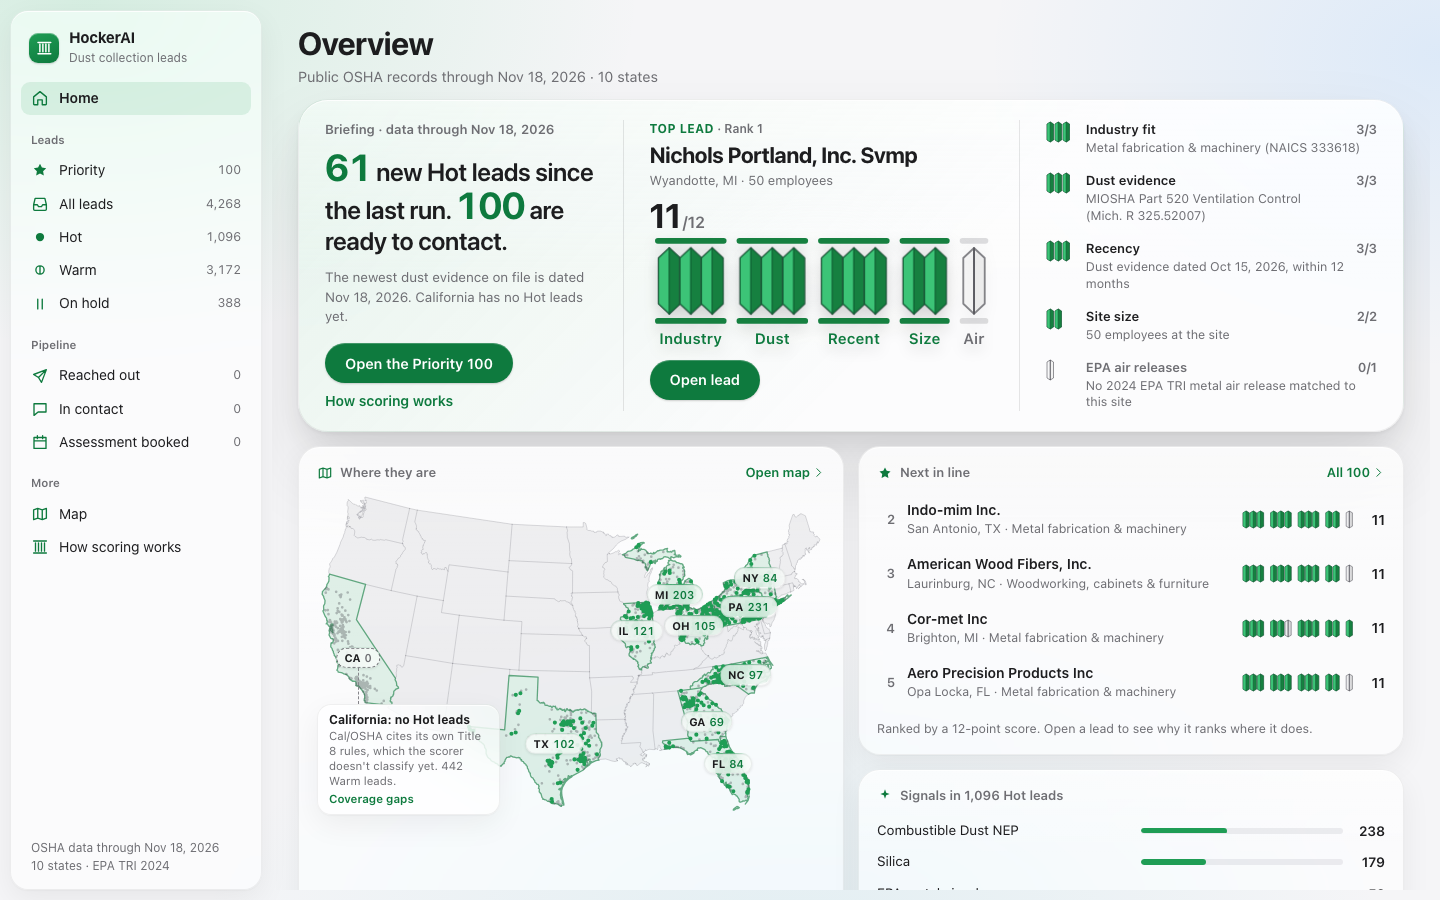 HockerAI
Dust collection leads
Home
Leads
Priority 100
All leads 4,268
Hot 1,096
Warm 3,172
On hold 388
Pipeline
Reached out 0
In contact 0
Assessment booked 0
More
Map
How scoring works
OSHA data through Nov 18, 2026
10 states · EPA TRI 2024
Overview
Public OSHA records through Nov 18, 2026 · 10 states
Briefing · data through Nov 18, 2026
61 new Hot leads since
the last run. 100 are
ready to contact.
The newest dust evidence on file is dated
Nov 18, 2026. California has no Hot leads
yet.
Open the Priority 100
How scoring works
TOP LEAD · Rank 1
Nichols Portland, Inc. Svmp
Wyandotte, MI · 50 employees
11/12
Industry Dust Recent Size Air
Open lead
Industry fit 3/3
Metal fabrication & machinery (NAICS 333618)
Dust evidence 3/3
MIOSHA Part 520 Ventilation Control
(Mich. R 325.52007)
Recency 3/3
Dust evidence dated Oct 15, 2026, within 12
months
Site size 2/2
50 employees at the site
EPA air releases 0/1
No 2024 EPA TRI metal air release matched to
this site
Where they are Open map
NY 84
MI 203
PA 231
IL 121
OH 105
CA 0
NC 97
GA 69
TX 102
FL 84
California: no Hot leads
Cal/OSHA cites its own Title
8 rules, which the scorer
doesn't classify yet. 442
Warm leads.
Coverage gaps
Next in line All 100
2 Indo-mim Inc. 11
San Antonio, TX · Metal fabrication & machinery
3 American Wood Fibers, Inc. 11
Laurinburg, NC · Woodworking, cabinets & furniture
4 Cor-met Inc 11
Brighton, MI · Metal fabrication & machinery
5 Aero Precision Products Inc 11
Opa Locka, FL · Metal fabrication & machinery
Ranked by a 12-point score. Open a lead to see why it ranks where it does.
Signals in 1,096 Hot leads
Combustible Dust NEP 238
Silica 179